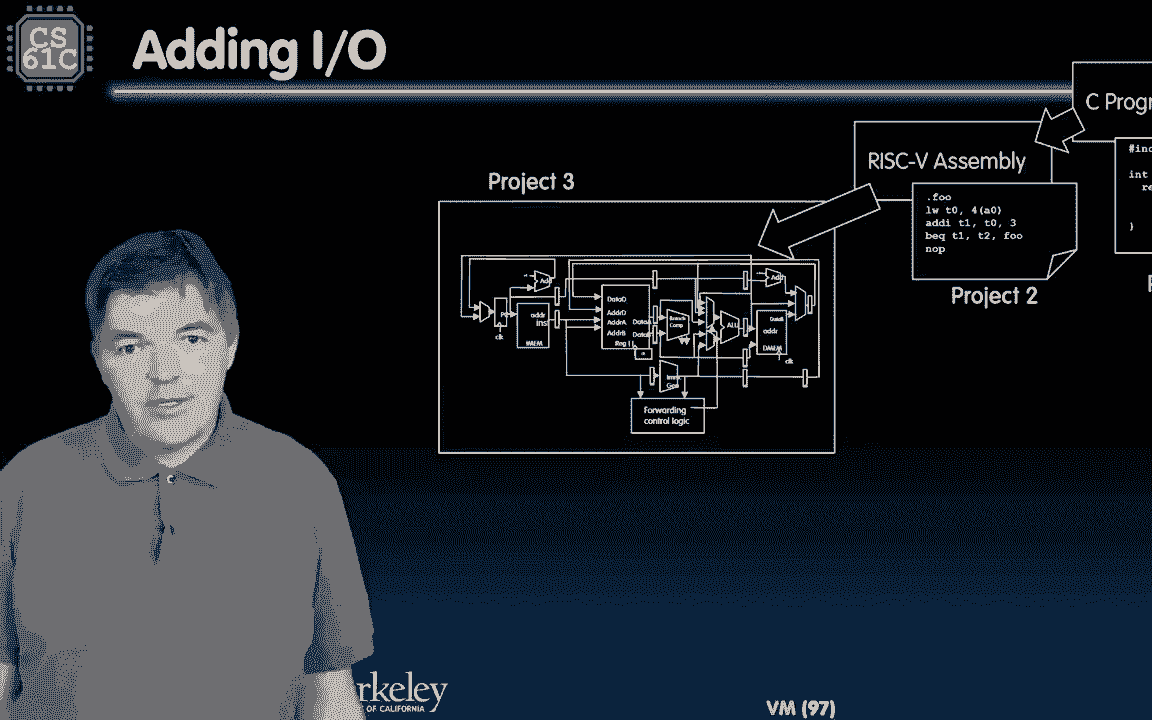 CS
61C
Adding I/O
C Progr
RISC-V Assembly
#inc
int
re
}
.foo
lw t0, 4(a0)
addi t1, t0, 3
beq t1, t2, foo
nop
Project 2
Project 3
Add
Add
DataD
AddrD
AddrA
AddrB
DataA
DataB
Reg []
addr
inst
IMEM
clk
Branch
Comp
ALU
DataB
addr
DMEM
clk
Imm
Gen
Forwarding
control logic
rkeley
OF CALIFORNIA
VM (97)